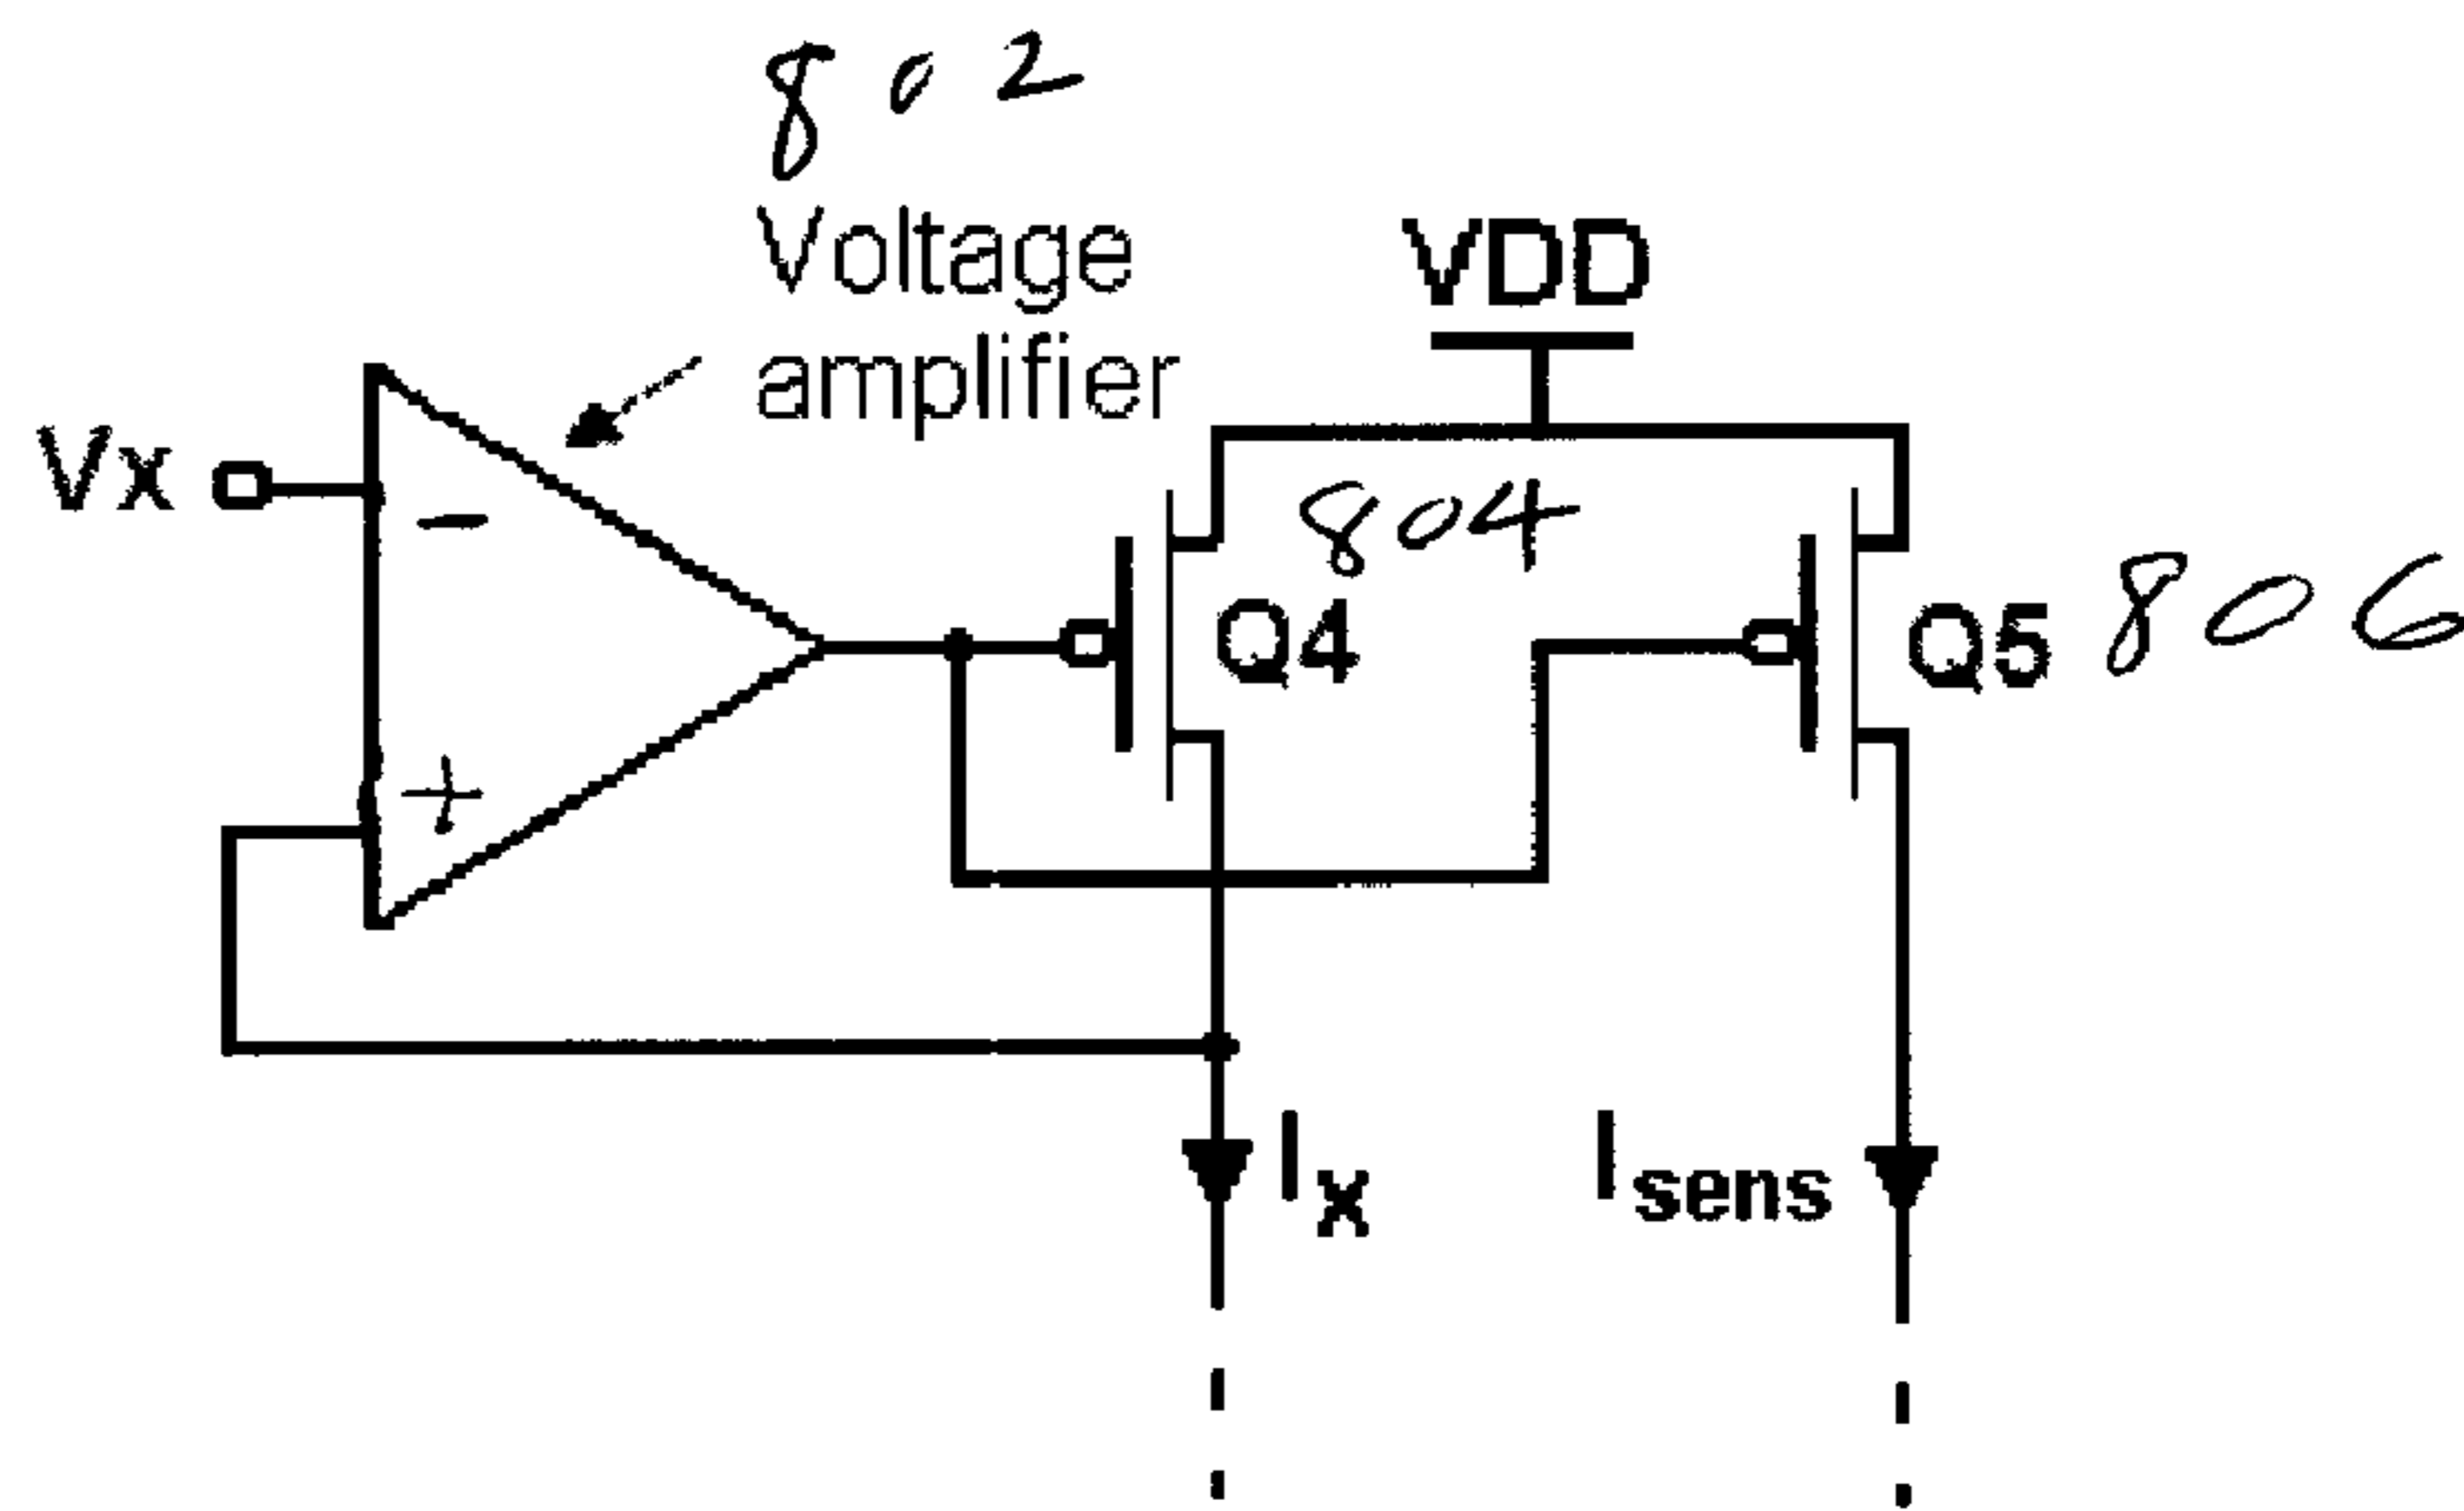 802
Voltage
amplifier
VDD
Vx
-
804
Q4
Q5 806
+
Ix
Isens